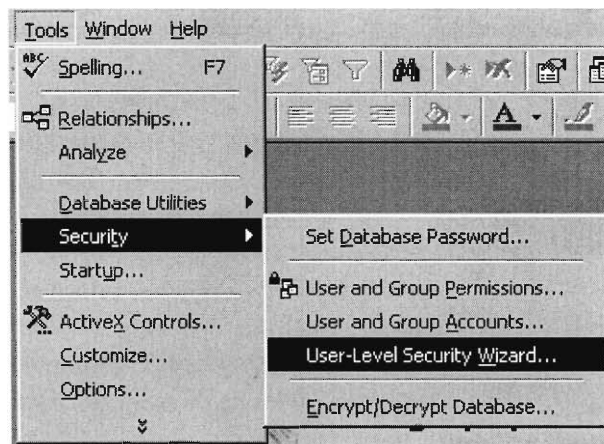 Tools Window Help
ABC Spelling... F7
Relationships...
Analyze
Database Utilities
Security
Startup...
ActiveX Controls...
Customize...
Options...
Set Database Password...
User and Group Permissions...
User and Group Accounts...
User-Level Security Wizard...
Encrypt/Decrypt Database...
A